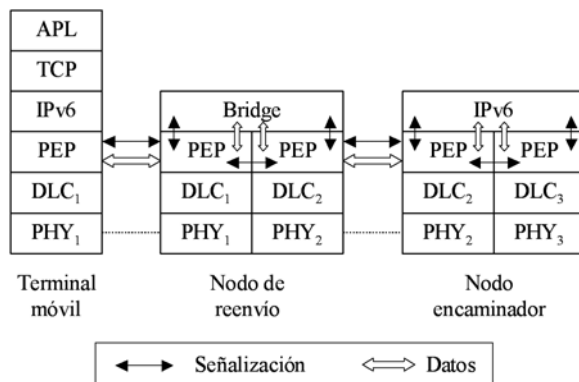 APL
TCP
IPv6
Bridge
IPv6
PEP
PEP
PEP
PEP
PEP
DLC₁
DLC₁
DLC₂
DLC₂
DLC₃
PHY₁
PHY₁
PHY₂
PHY₂
PHY₃
Terminal
móvil
Nodo de
reenvío
Nodo
encaminador
Señalización
Datos